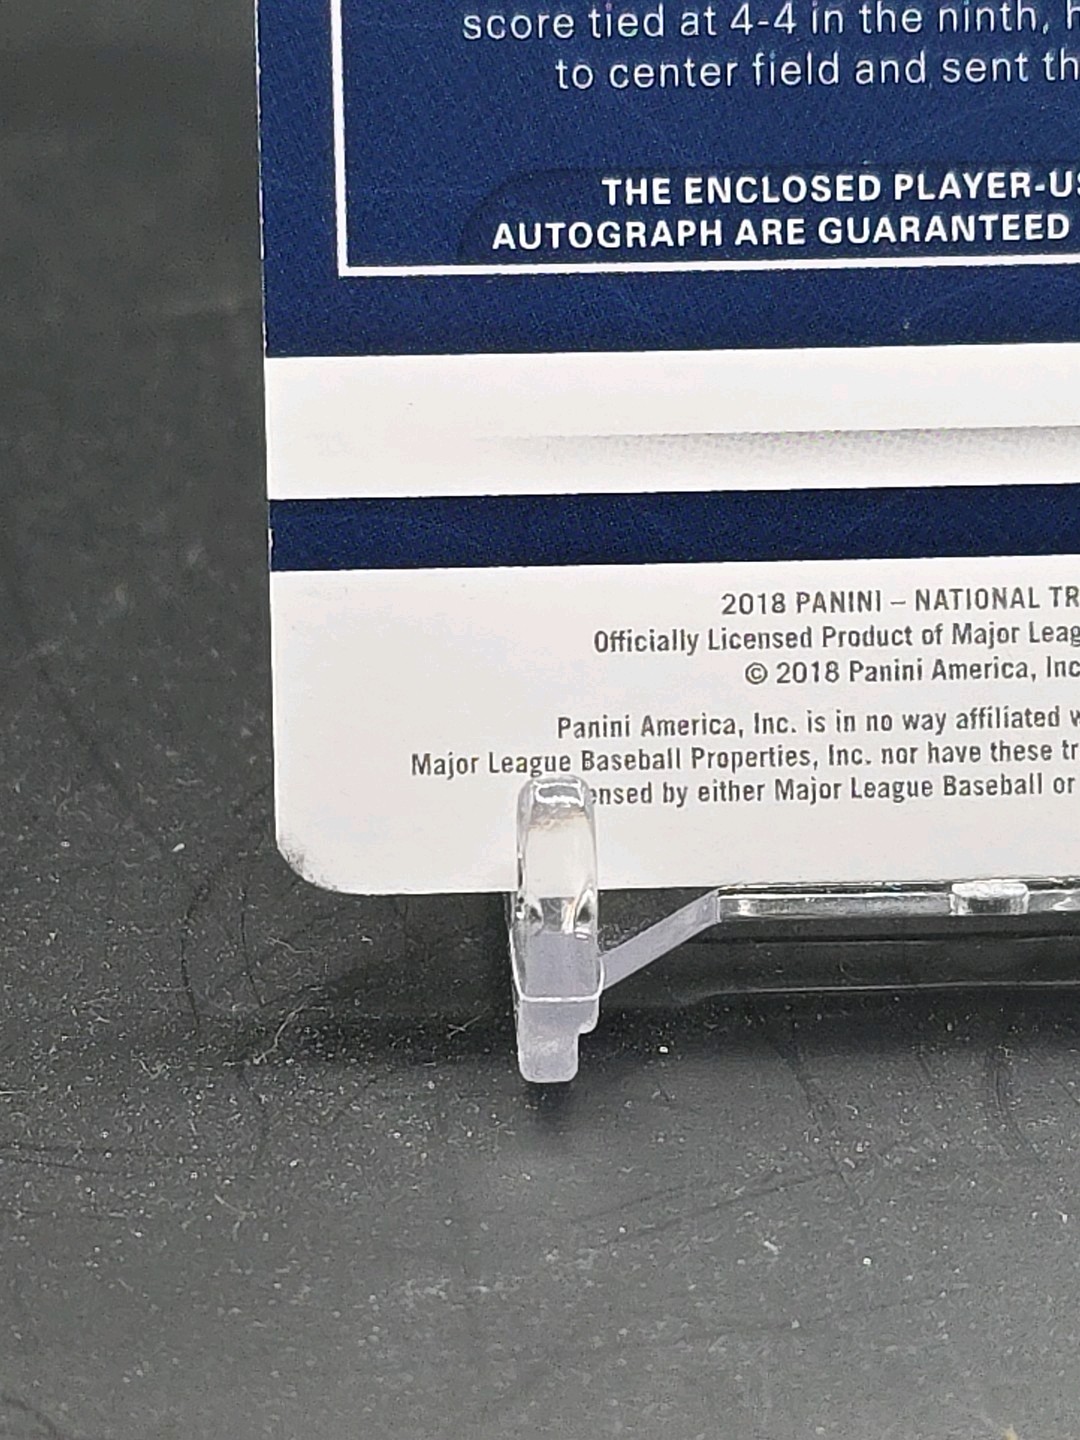 score tied at 4-4 in the ninth,
to center field and sent
THE ENCLOSED PLAYER-US
AUTOGRAPH ARE GUARANTEED
2018 PANINI – NATIONAL TR
Officially Licensed Product of Major Leag
© 2018 Panini America, Inc
Panini America, Inc. is in no way affiliated
Major League Baseball Properties, Inc. nor have these tr
ensed by either Major League Baseball or